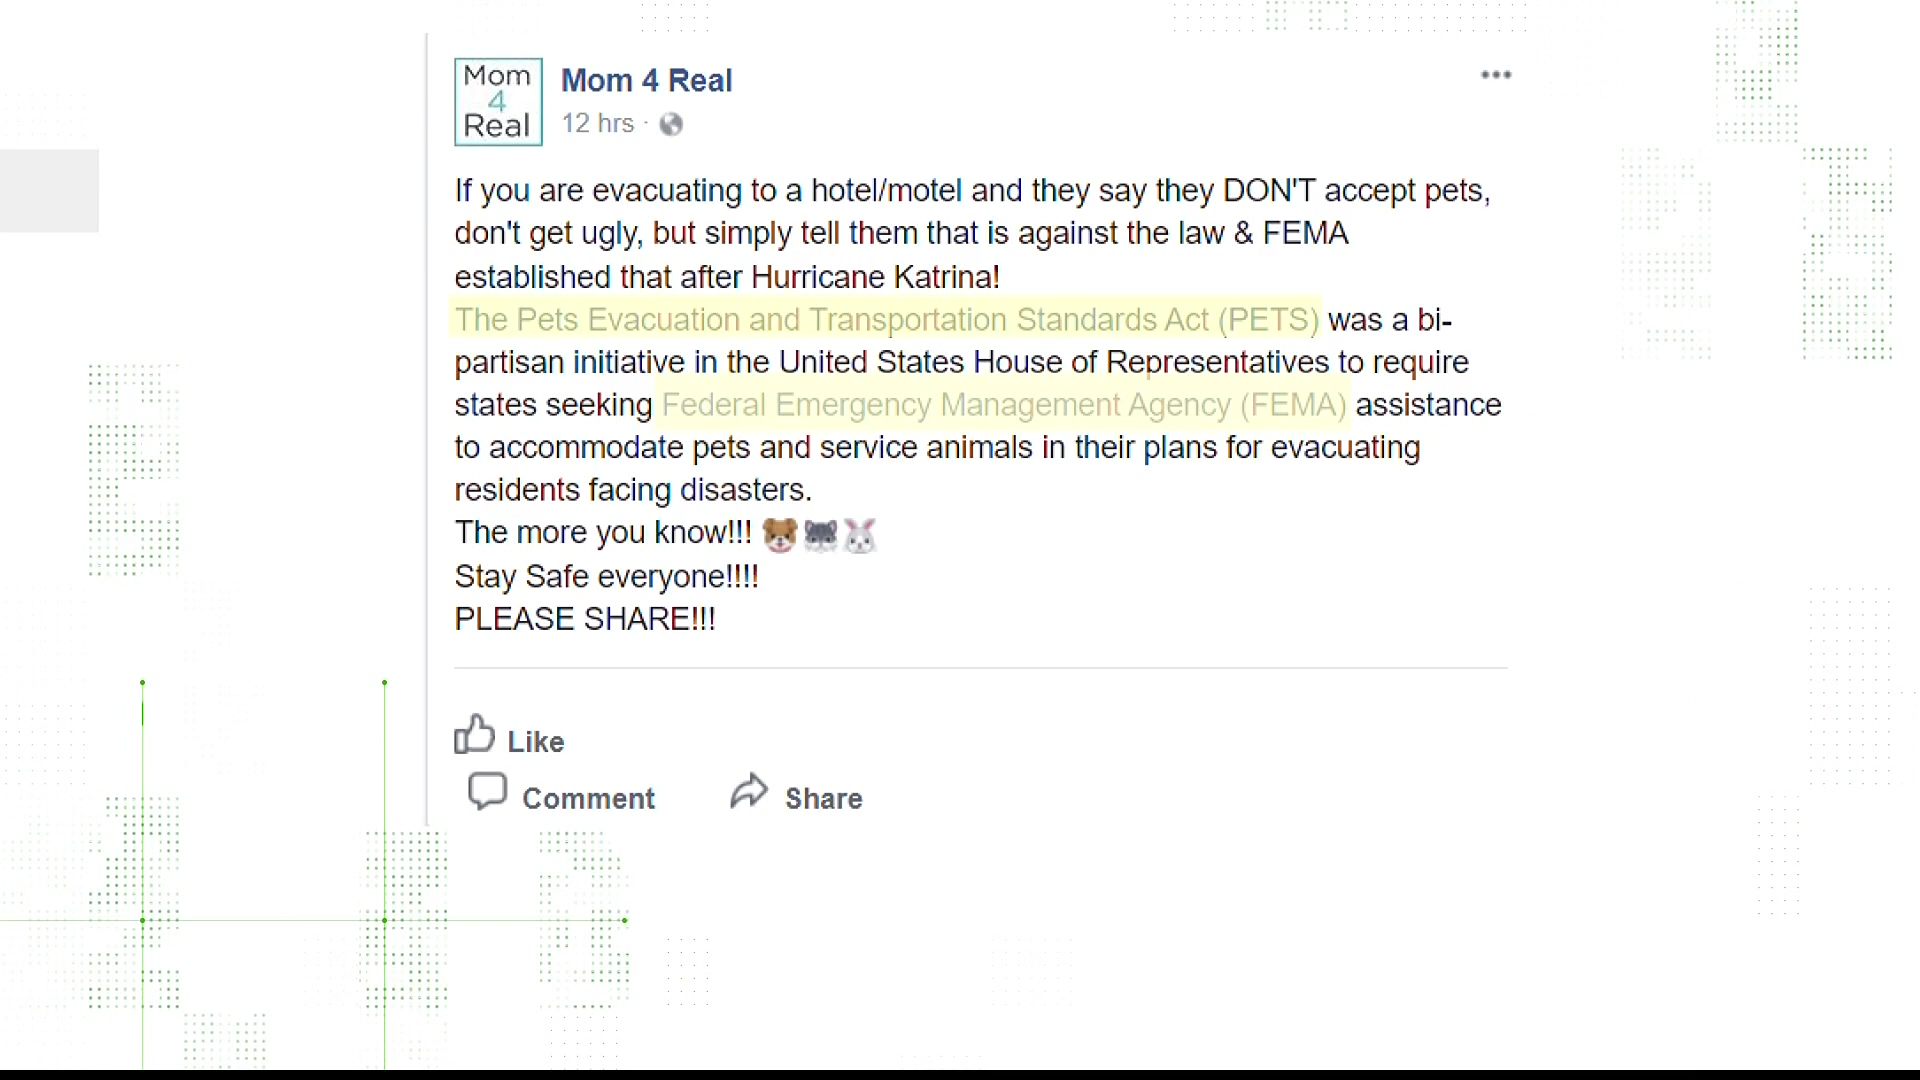 Mom
4
Real
Mom 4 Real
12 hrs ·
If you are evacuating to a hotel/motel and they say they DON'T accept pets,
don't get ugly, but simply tell them that is against the law & FEMA
established that after Hurricane Katrina!
The Pets Evacuation and Transportation Standards Act (PETS) was a bi-
partisan initiative in the United States House of Representatives to require
states seeking Federal Emergency Management Agency (FEMA) assistance
to accommodate pets and service animals in their plans for evacuating
residents facing disasters.
The more you know!!! 🐶🐱🐰
Stay Safe everyone!!!!
PLEASE SHARE!!!
Like
Comment Share